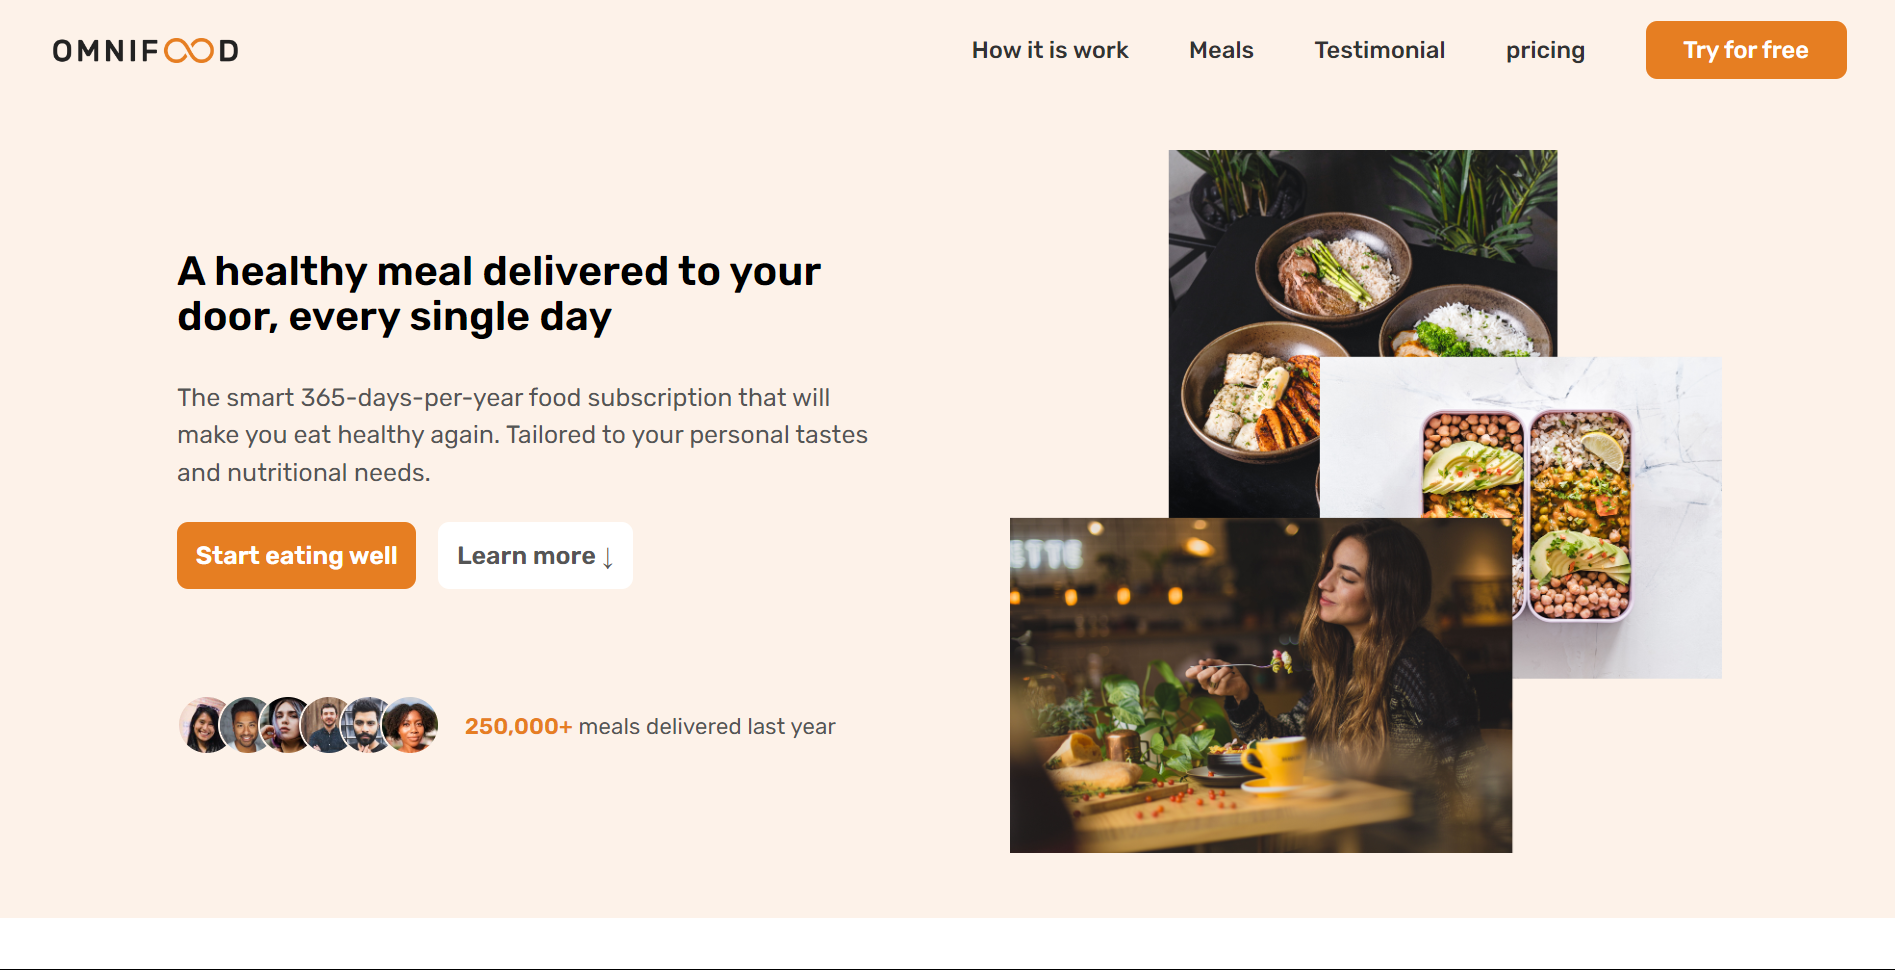 OMNIFOOD
How it is work
Meals
Testimonial
pricing
Try for free
A healthy meal delivered to your
door, every single day
The smart 365-days-per-year food subscription that will
make you eat healthy again. Tailored to your personal tastes
and nutritional needs.
Start eating well
Learn more ↓
250,000+ meals delivered last year
ETTE